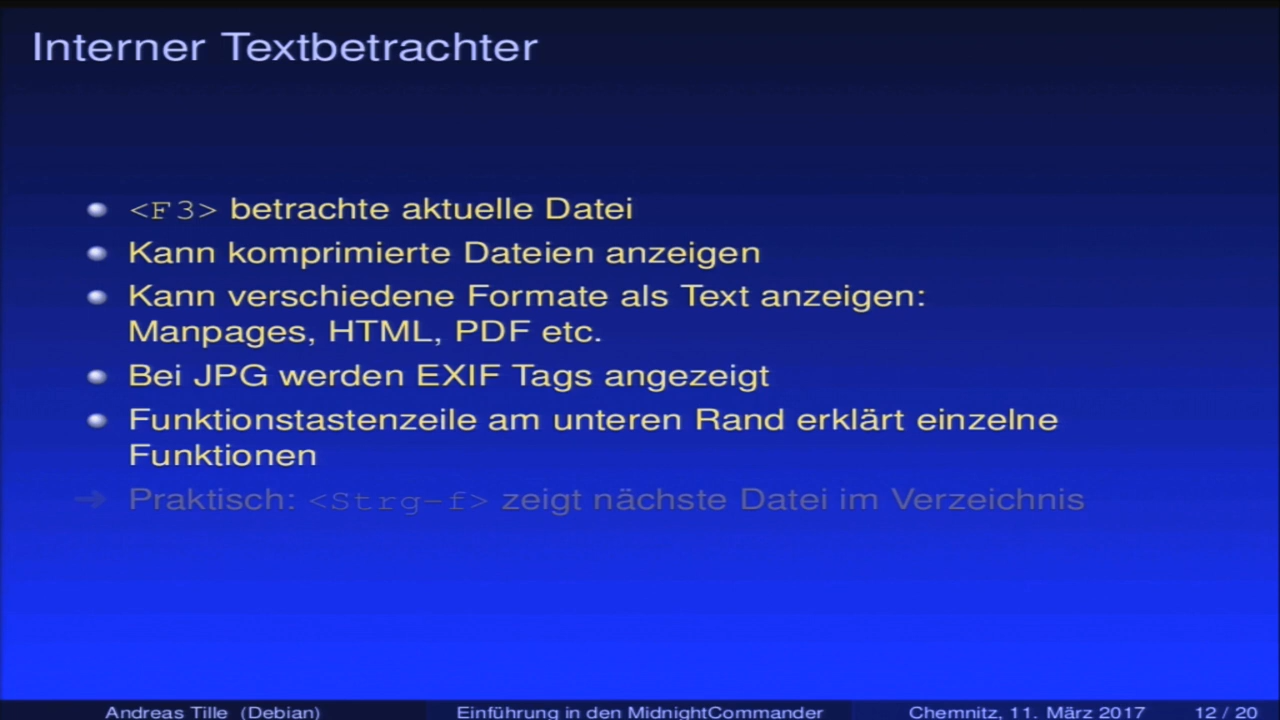 Interner Textbetrachter
<F3> betrachte aktuelle Datei
Kann komprimierte Dateien anzeigen
Kann verschiedene Formate als Text anzeigen:
Manpages, HTML, PDF etc.
Bei JPG werden EXIF Tags angezeigt
Funktionstastenzeile am unteren Rand erklärt einzelne
Funktionen
Praktisch: <Strg-f> zeigt nächste Datei im Verzeichnis
Andreas Tille (Debian) Einführung in den MidnightCommander Chemnitz, 11. März 2017 12 / 20